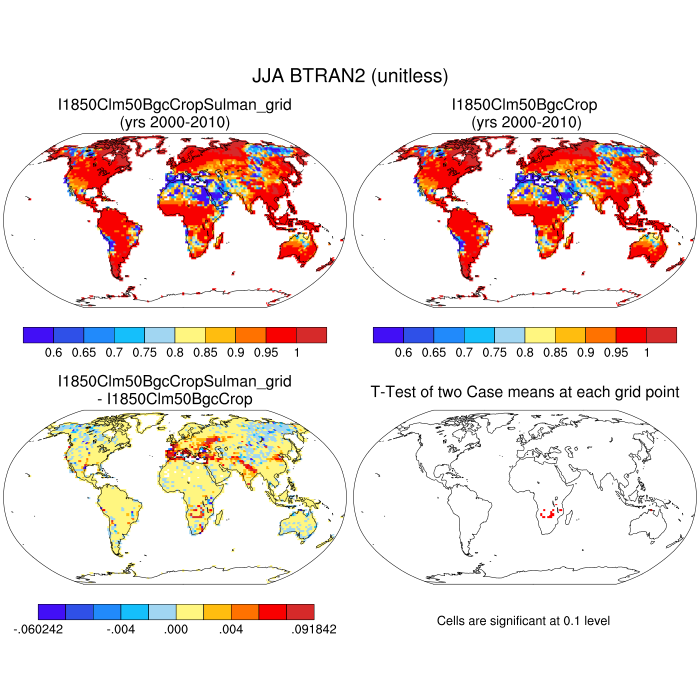 JJA BTRAN2 (unitless)
I1850Clm50BgcCropSulman_grid
(yrs 2000-2010)
I1850Clm50BgcCrop
(yrs 2000-2010)
0.6 0.65 0.7 0.75 0.8 0.85 0.9 0.95 1
0.6 0.65 0.7 0.75 0.8 0.85 0.9 0.95 1
I1850Clm50BgcCropSulman_grid
- I1850Clm50BgcCrop
T-Test of two Case means at each grid point
-.060242 -.004 .000 .004 .091842
Cells are significant at 0.1 level